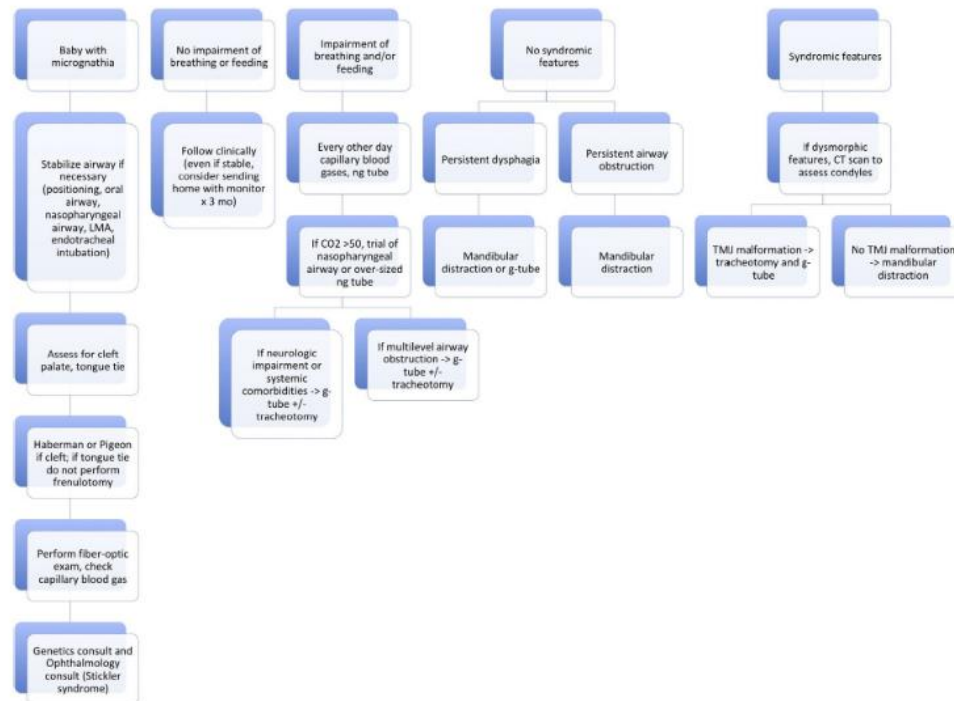 Baby with
micrognathia
No impairment of
breathing or feeding
Impairment of
breathing and/or
feeding
No syndromic
features
Syndromic features
Stabilize airway if
necessary
(positioning, oral
airway,
nasopharyngeal
airway, LMA,
endotracheal
intubation)
Follow clinically
(even if stable,
consider sending
home with monitor
x 3 mo)
Every other day
capillary blood
gases, ng tube
Persistent dysphagia
Persistent airway
obstruction
If dysmorphic
features, CT scan to
assess condyles
If CO2 >50, trial of
nasopharyngeal
airway or over-sized
ng tube
Mandibular
distraction or g-tube
Mandibular
distraction
TMJ malformation ->
tracheotomy and g-
tube
No TMJ malformation
-> mandibular
distraction
Assess for cleft
palate, tongue tie
If neurologic
impairment or
systemic
comorbidities -> g-
tube +/-
tracheotomy
If multilevel airway
obstruction -> g-
tube +/-
tracheotomy
Haberman or Pigeon
if cleft; if tongue tie
do not perform
frenulotomy
Perform fiber-optic
exam, check
capillary blood gas
Genetics consult and
Ophthalmology
consult (Stickler
syndrome)